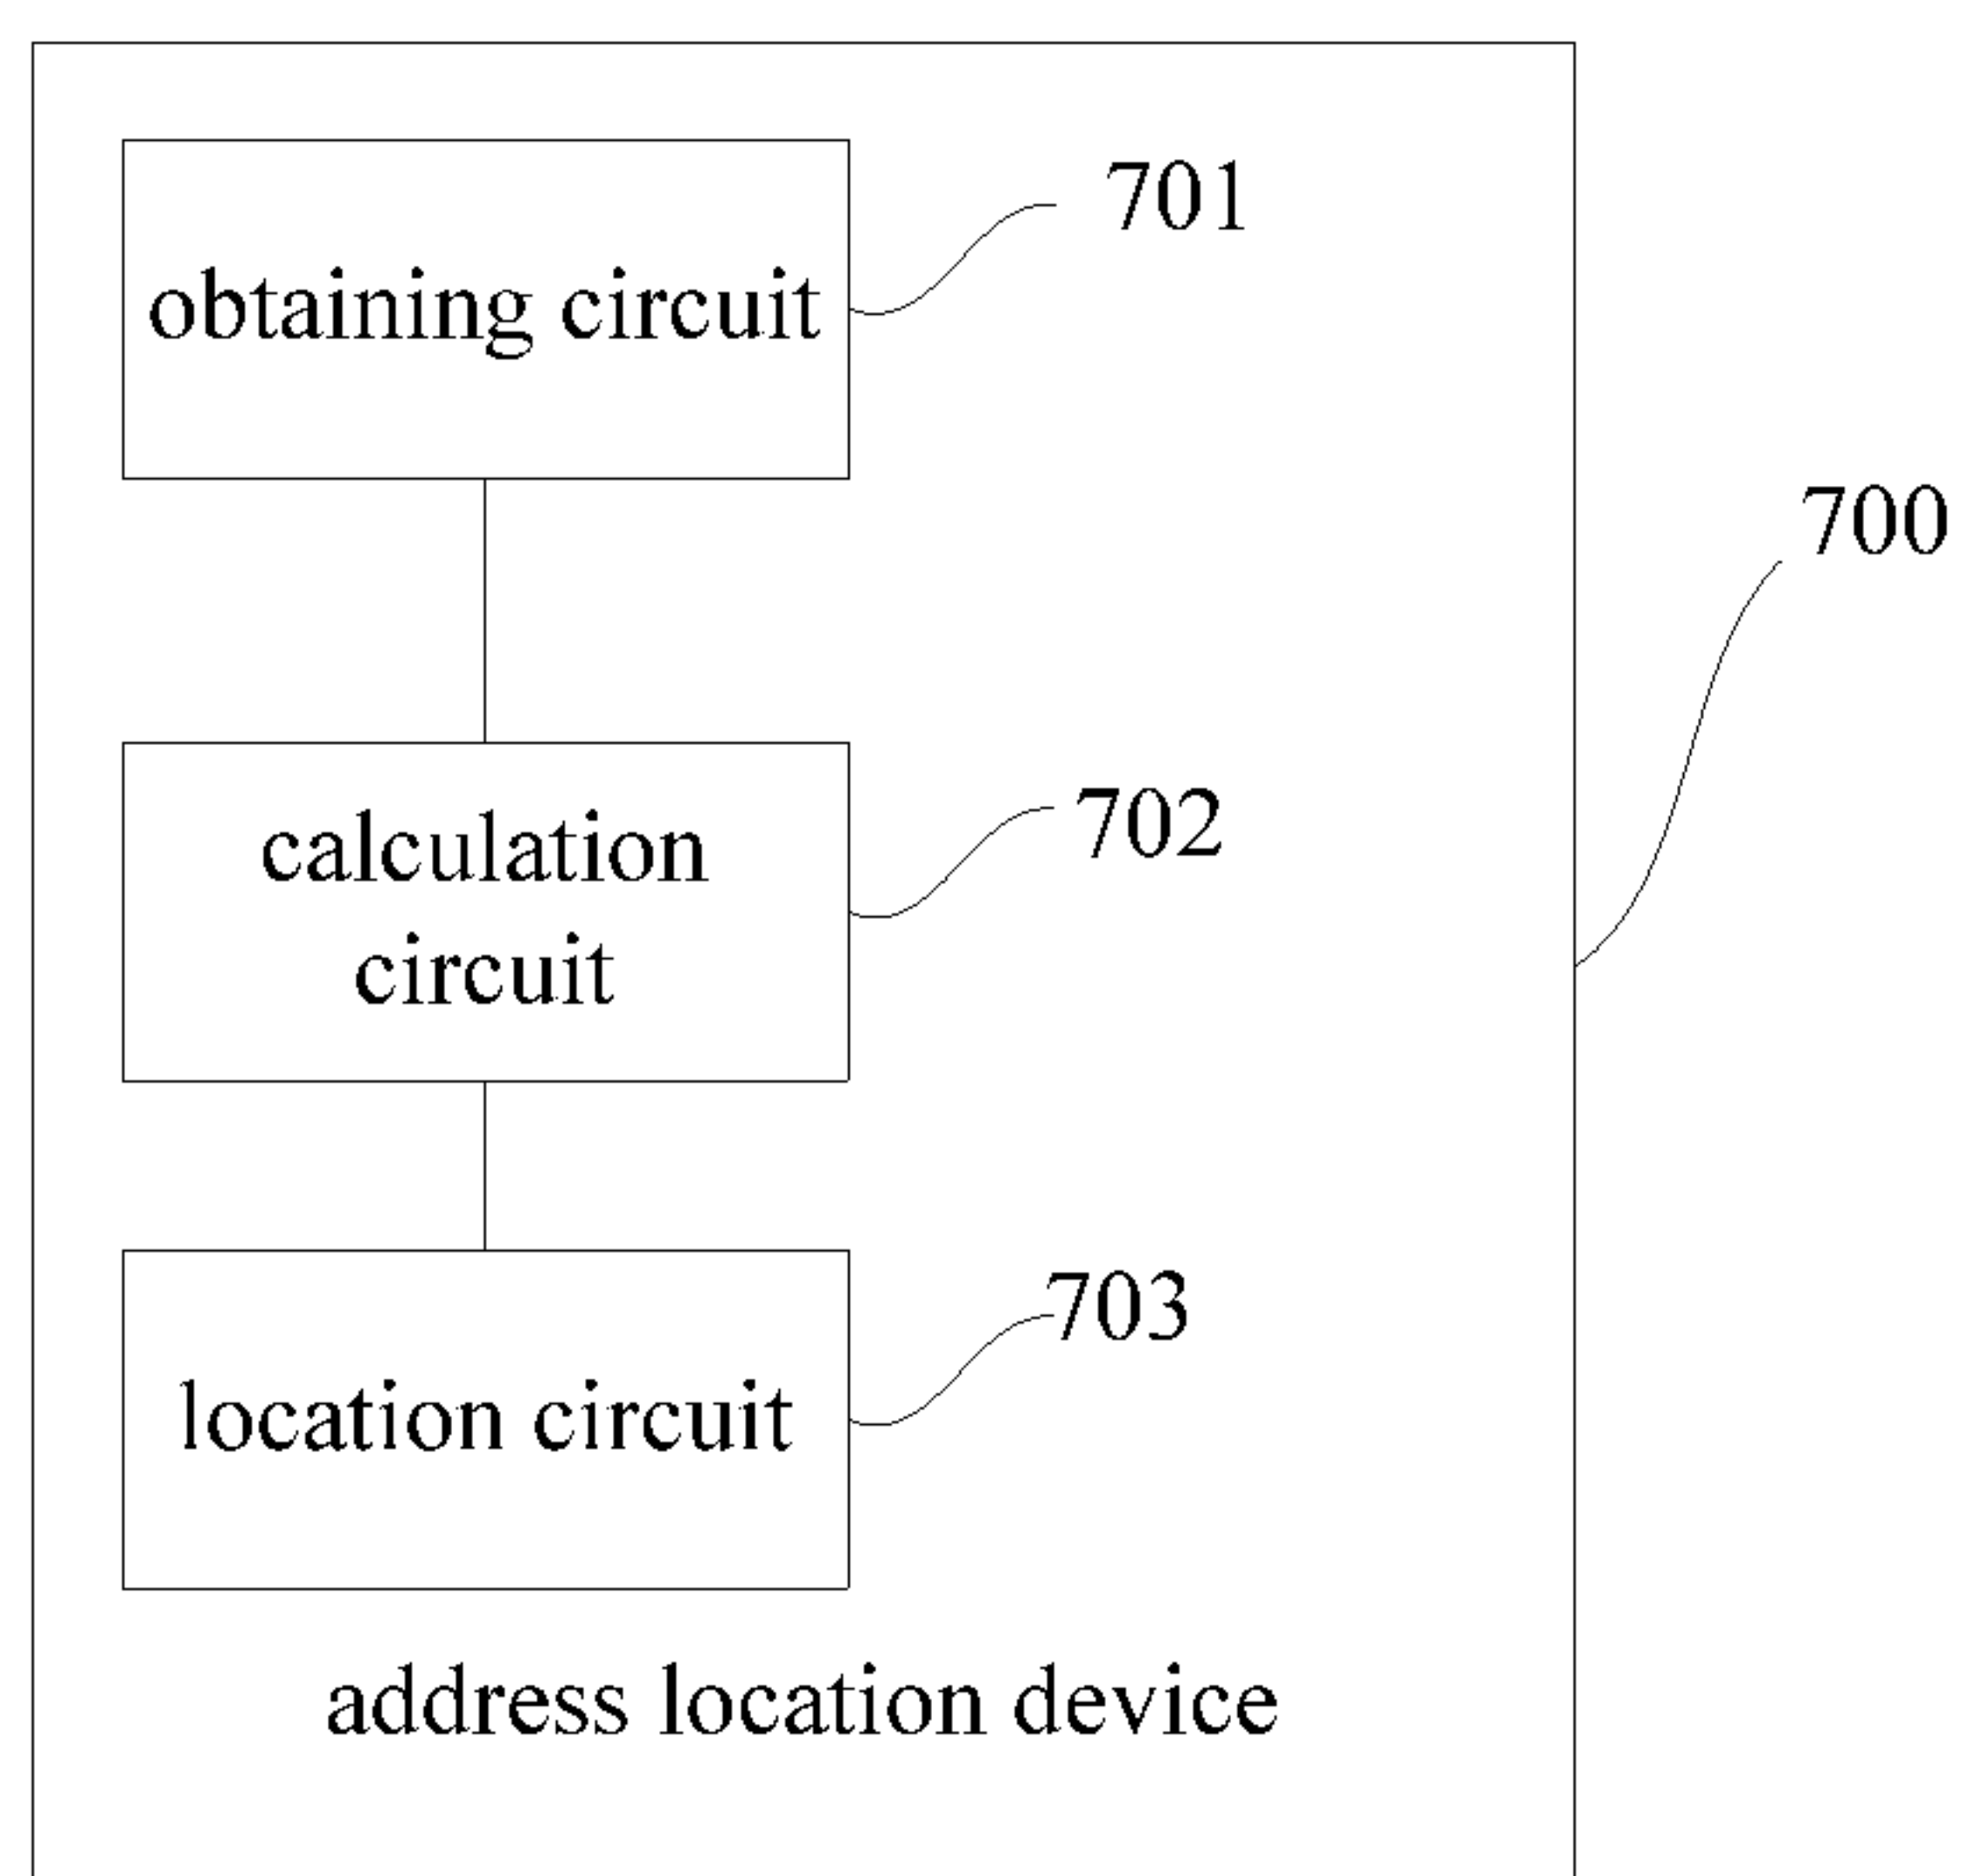 obtaining circuit
701
700
calculation
circuit
702
location circuit
703
address location device